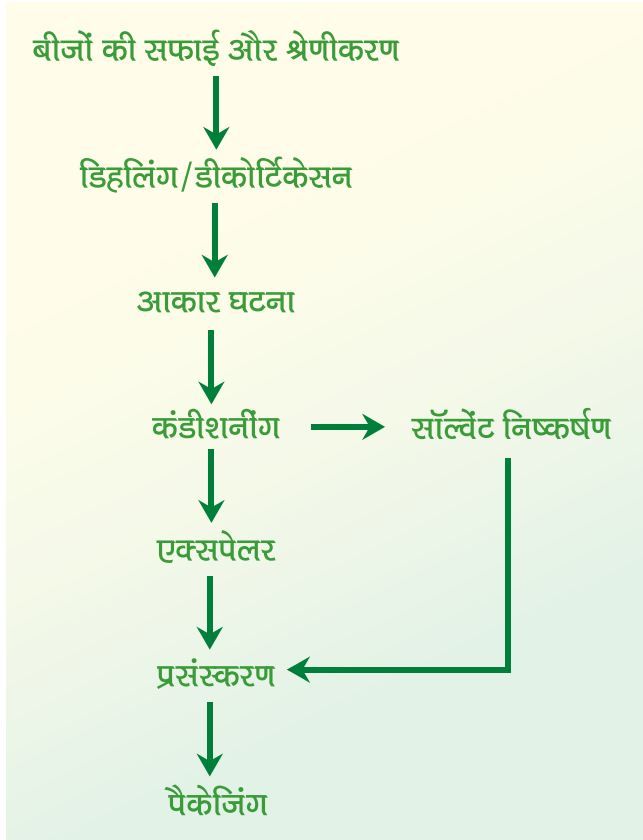 बीजों की सफाई और श्रेणीकरण
डिहलिंग/डीकोर्टिकेसन
आकार घटना
कंडीशनींग
सॉल्वेंट निष्कर्षण
एक्सपेलर
प्रसंस्करण
पैकेजिंग